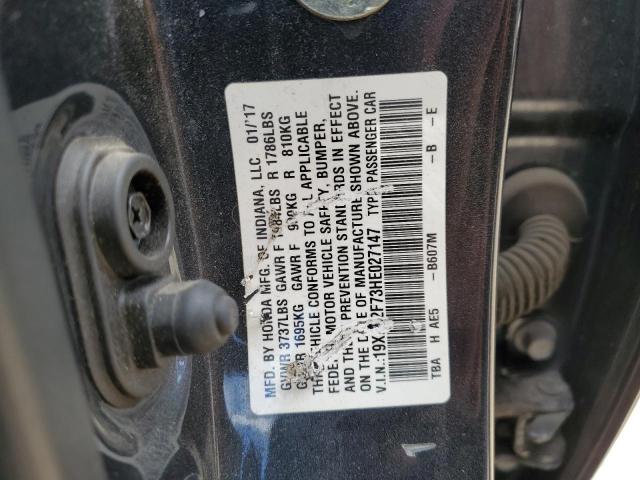 MFD. BY HONDA MFG. OF INDIANA, LLC 01/17
GVWR 3737LBS GAWR F LBS R 1786LBS
GVWR 1695KG GAWR F KG R 810KG
THIS VEHICLE CONFORMS TO ALL APPLICABLE
FEDERAL MOTOR VEHICLE SAFETY, BUMPER,
AND THEFT PREVENTION STANDARDS IN EFFECT
ON THE DATE OF MANUFACTURE SHOWN ABOVE.
V.I.N.: 2F73HE027147 TYPE: PASSENGER CAR
TBA H AE5 - B607M - B - E